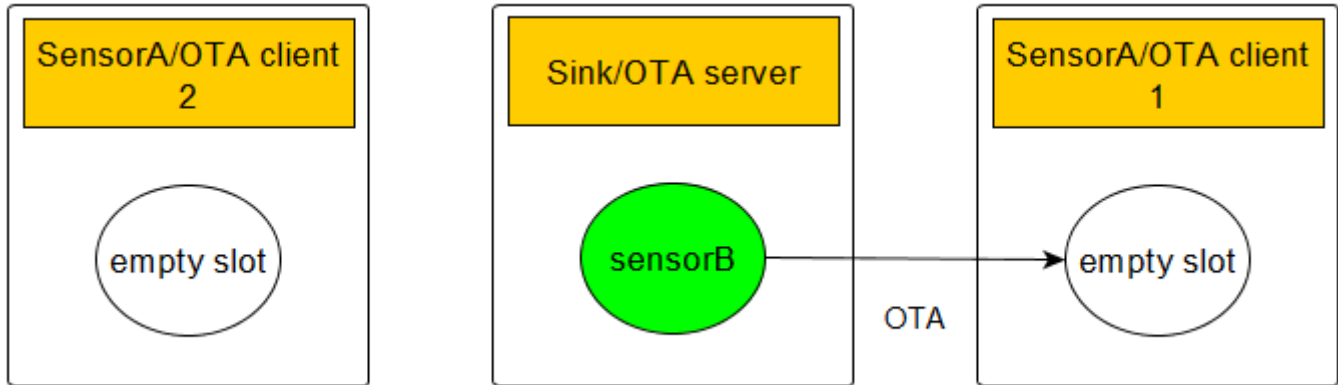 SensorA/OTA client
2
Sink/OTA server
SensorA/OTA client
1
empty slot
sensorB
empty slot
OTA